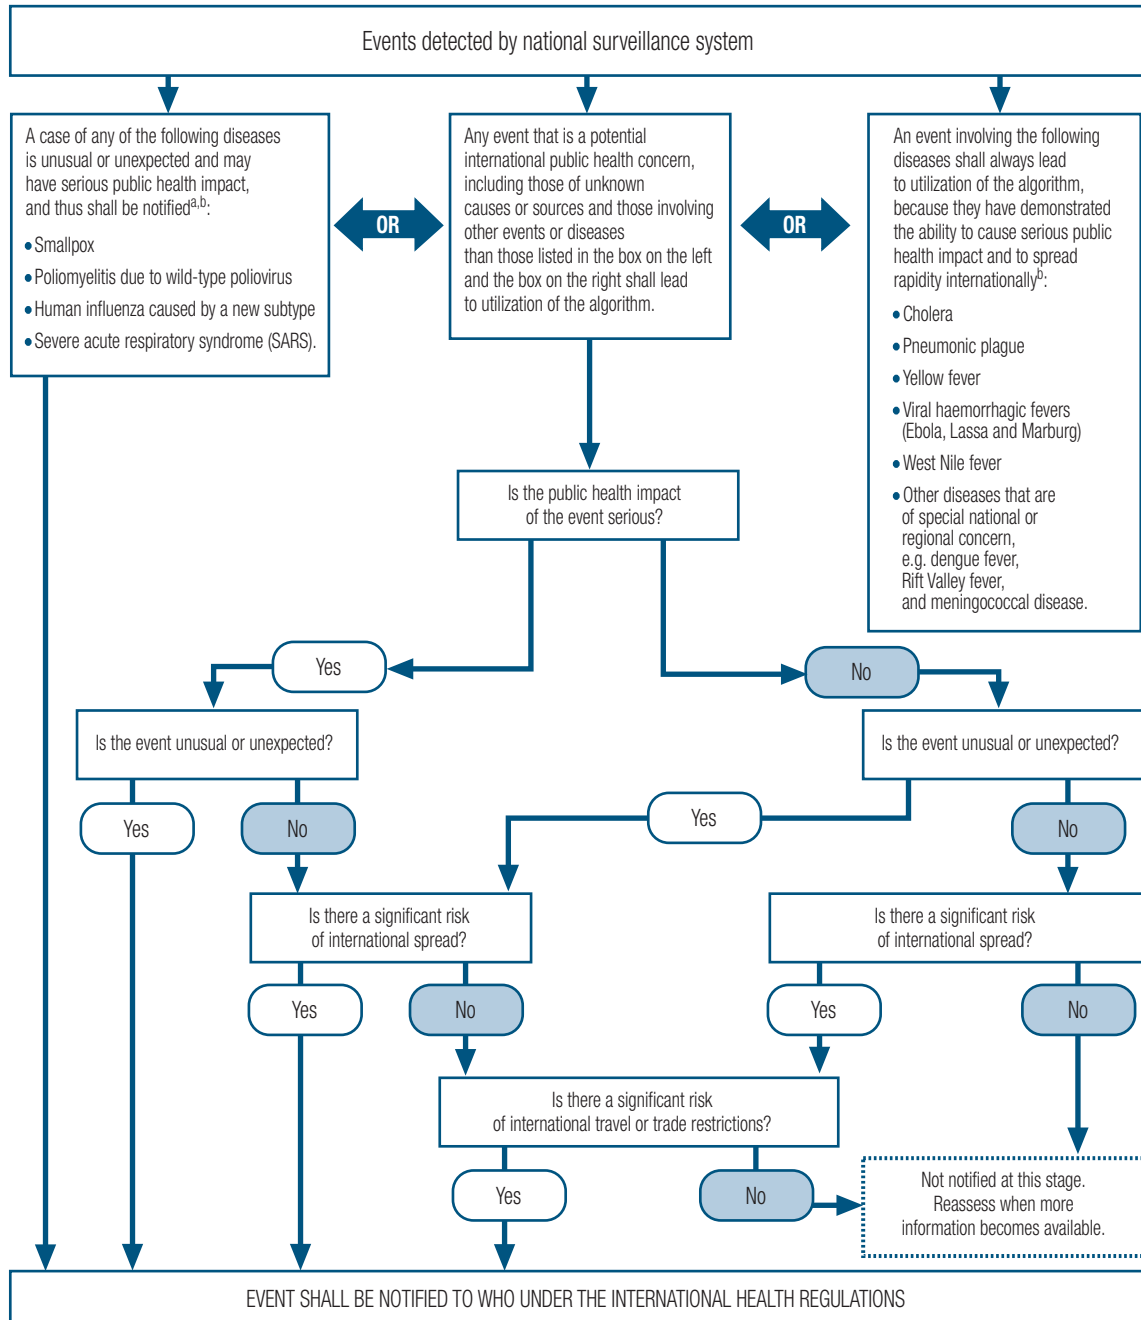 Events detected by national surveillance system
A case of any of the following diseases
is unusual or unexpected and may
have serious public health impact,
and thus shall be notifiedᵃ,ᵇ:
• Smallpox
• Poliomyelitis due to wild-type poliovirus
• Human influenza caused by a new subtype
• Severe acute respiratory syndrome (SARS).
OR
Any event that is a potential
international public health concern,
including those of unknown
causes or sources and those involving
other events or diseases
than those listed in the box on the left
and the box on the right shall lead
to utilization of the algorithm.
OR
An event involving the following
diseases shall always lead
to utilization of the algorithm,
because they have demonstrated
the ability to cause serious public
health impact and to spread
rapidity internationallyᵇ:
• Cholera
• Pneumonic plague
• Yellow fever
• Viral haemorrhagic fevers
(Ebola, Lassa and Marburg)
• West Nile fever
• Other diseases that are
of special national or
regional concern,
e.g. dengue fever,
Rift Valley fever,
and meningococcal disease.
Is the public health impact
of the event serious?
Yes
No
Is the event unusual or unexpected?
Is the event unusual or unexpected?
Yes
No
Yes
No
Is there a significant risk
of international spread?
Is there a significant risk
of international spread?
Yes
No
Yes
No
Is there a significant risk
of international travel or trade restrictions?
Yes
No
Not notified at this stage.
Reassess when more
information becomes available.
EVENT SHALL BE NOTIFIED TO WHO UNDER THE INTERNATIONAL HEALTH REGULATIONS